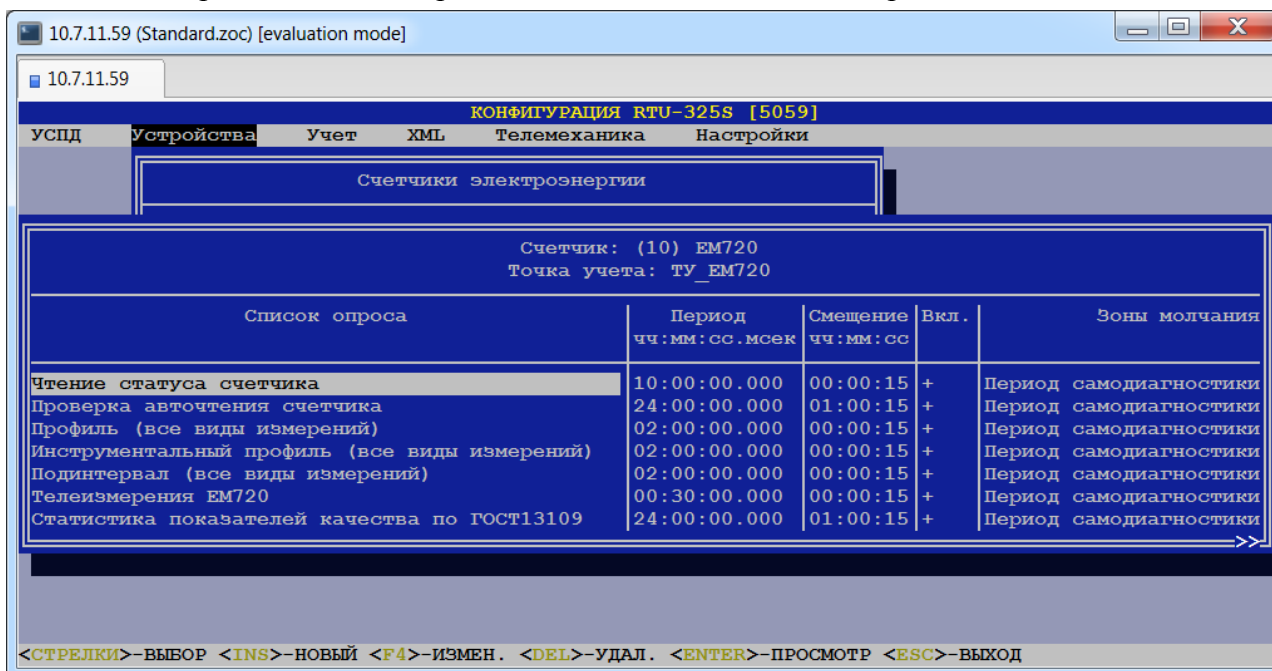 10.7.11.59 (Standard.zoc) [evaluation mode]
10.7.11.59
КОНФИГУРАЦИЯ RTU-325S [5059]
УСПД Устройства Учет XML Телемеханика Настройки
Счетчики электроэнергии
Счетчик: (10) EM720
Точка учета: ТУ_EM720
Список опроса Период Смещение Вкл. Зоны молчания
чч:мм:сс.мсек чч:мм:сс
Чтение статуса счетчика 10:00:00.000 00:00:15 + Период самодиагностики
Проверка авточтения счетчика 24:00:00.000 01:00:15 + Период самодиагностики
Профиль (все виды измерений) 02:00:00.000 00:00:15 + Период самодиагностики
Инструментальный профиль (все виды измерений) 02:00:00.000 00:00:15 + Период самодиагностики
Подинтервал (все виды измерений) 02:00:00.000 00:00:15 + Период самодиагностики
Телеизмерения EM720 00:30:00.000 00:00:15 + Период самодиагностики
Статистика показателей качества по ГОСТ13109 24:00:00.000 01:00:15 + Период самодиагностики
>>
<СТРЕЛКИ>-ВЫБОР <INS>-НОВЫЙ <F4>-ИЗМЕН. <DEL>-УДАЛ. <ENTER>-ПРОСМОТР <ESC>-ВЫХОД